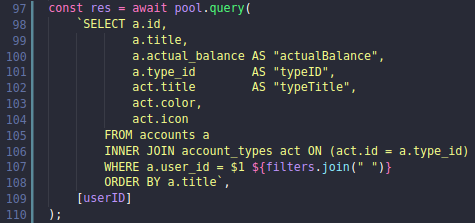 97 const res = await pool.query(
98 `SELECT a.id,
99 a.title,
100 a.actual_balance AS "actualBalance",
101 a.type_id AS "typeID",
102 act.title AS "typeTitle",
103 act.color,
104 act.icon
105 FROM accounts a
106 INNER JOIN account_types act ON (act.id = a.type_id)
107 WHERE a.user_id = $1 ${filters.join(" ")}
108 ORDER BY a.title`,
109 [userID]
110 );